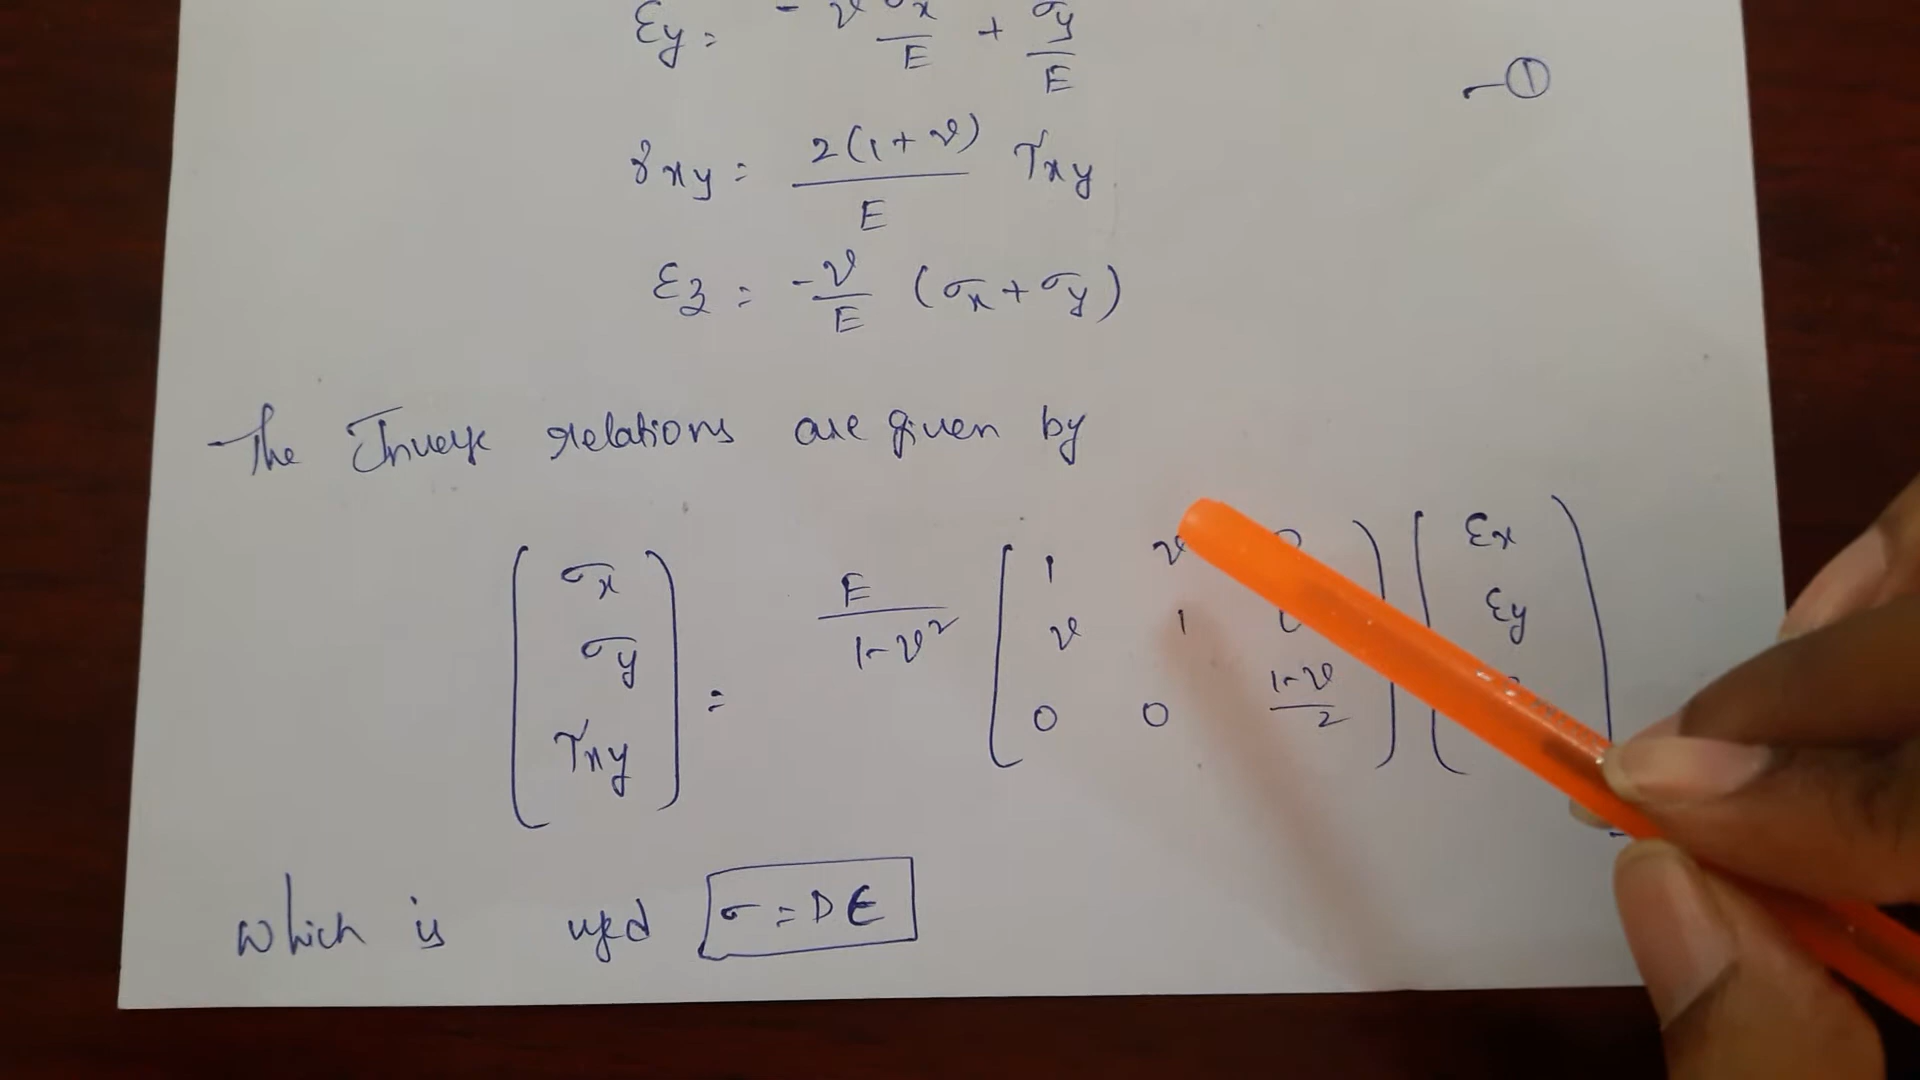 εy = - ν σx/E + σy/E
-①
γxy = 2(1+ν)/E τxy
εz = -ν/E (σx + σy)
The Inverse relations are given by
[σx σy τxy] = E/1-ν² [1 ν 0; ν 1 0; 0 0 1-ν/2] [εx εy
which is used σ = Dϵ